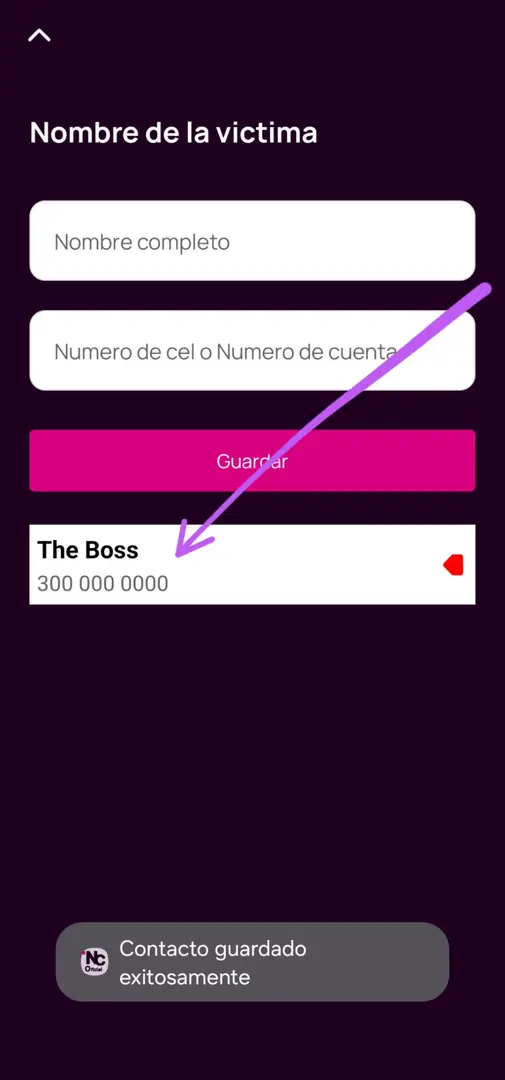 Nombre de la victima
Nombre completo
Numero de cel o Numero de cuenta
Guardar
The Boss
300 000 0000
NC
Oficial
Contacto guardado
exitosamente